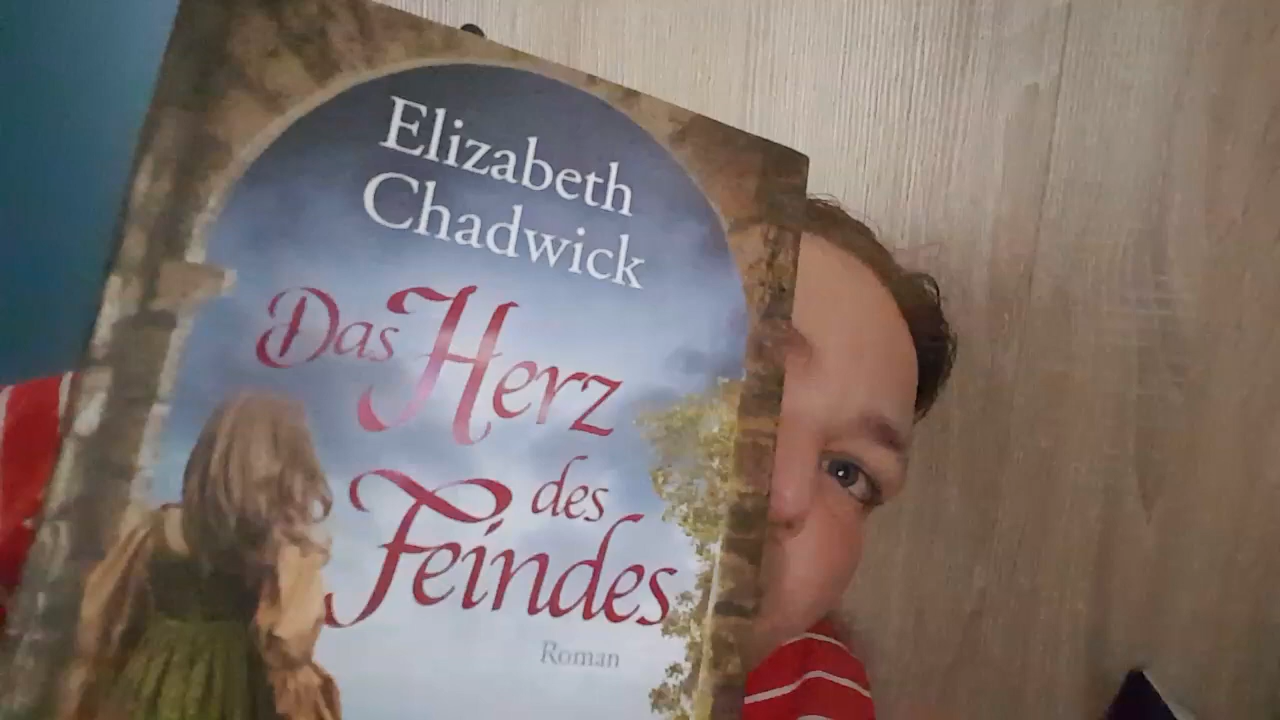 Elizabeth
Chadwick
Das Herz
des
Feindes
Roman